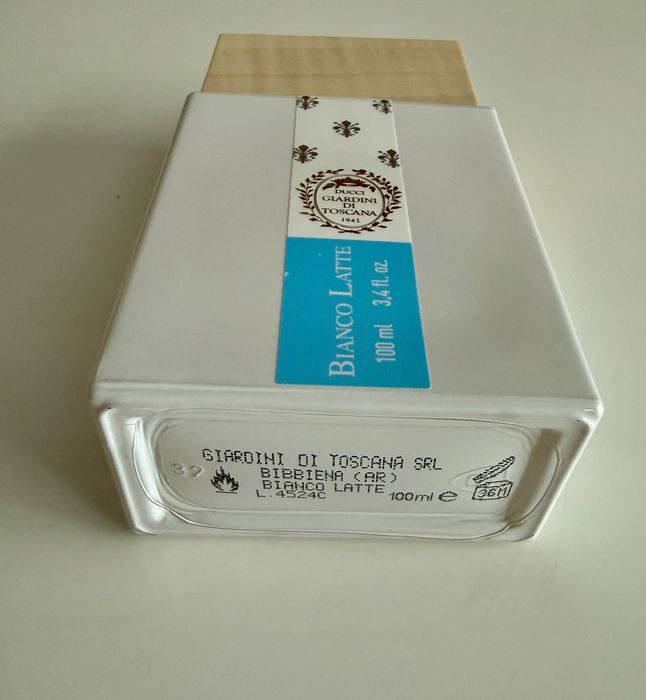 DUCCI
GIARDINI
DI
TOSCANA
1942
BIANCO LATTE
100 ml 3,4 fl. oz.
GIARDINI DI TOSCANA SRL
32
BIBBIENA (AR)
BIANCO LATTE
L.4524C
100ml e
36M